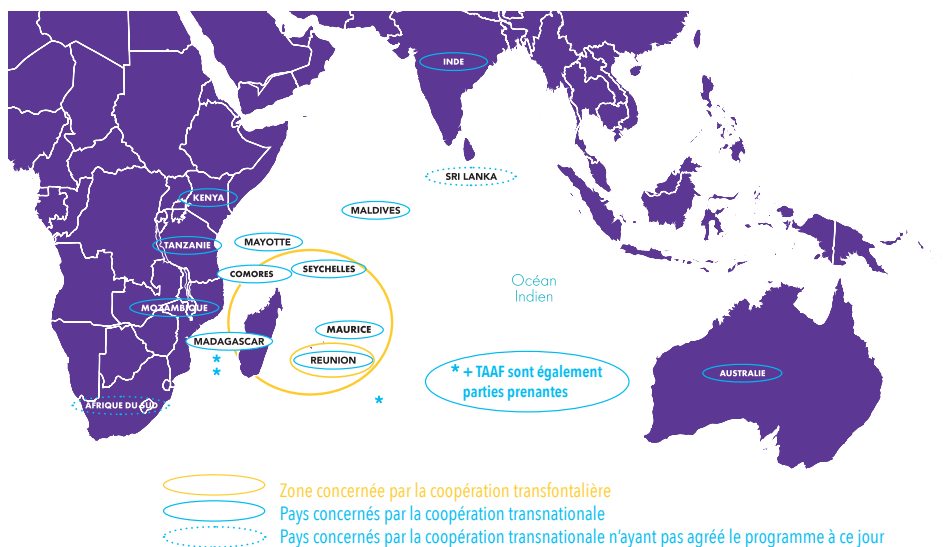 INDE
SRI LANKA
KENYA
MALDIVES
TANZANIE
MAYOTTE
COMORES
SEYCHELLES
Océan
Indien
MOZAMBIQUE
MAURICE
MADAGASCAR
REUNION
*
*
* + TAAF sont également
parties prenantes
AUSTRALIE
AFRIQUE DU SUD
*
Zone concernée par la coopération transfontalière
Pays concernés par la coopération transnationale
Pays concernés par la coopération transnationale n'ayant pas agréé le programme à ce jour